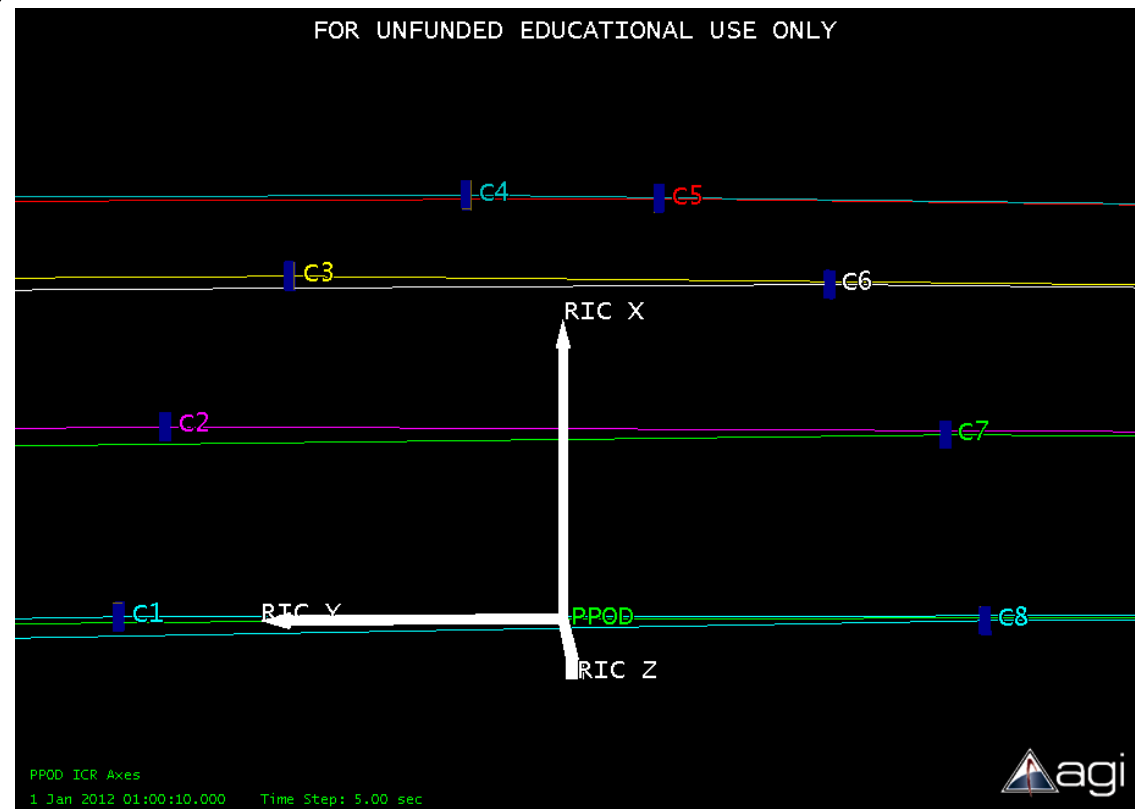 FOR UNFUNDED EDUCATIONAL USE ONLY
C4
C5
C3
C6
RIC X
C2
C7
RIC Y
C1
PPOD
C8
RIC Z
PPOD ICR Axes
1 Jan 2012 01:00:10.000 Time Step: 5.00 sec
agi